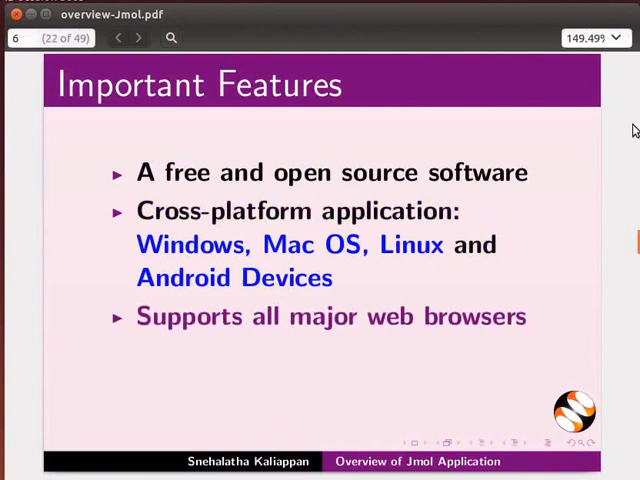 overview-Jmol.pdf
6 (22 of 49) 149.49%
Important Features
A free and open source software
Cross-platform application:
Windows, Mac OS, Linux and
Android Devices
Supports all major web browsers
Snehalatha Kaliappan Overview of Jmol Application